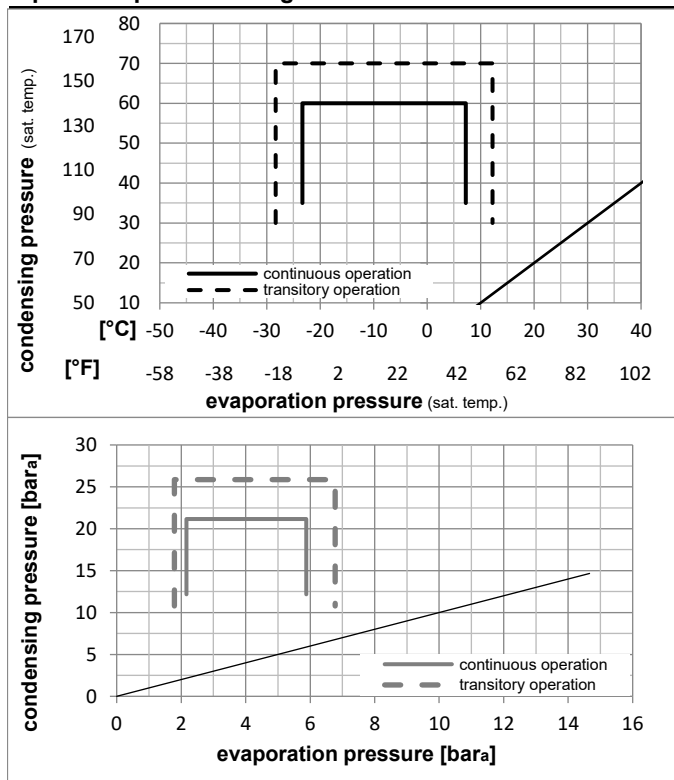 condensing pressure (sat. temp.)
170
150
130
110
90
70
50
80
70
60
50
40
30
20
10
continuous operation
transitory operation
[°C] -50 -40 -30 -20 -10 0 10 20 30 40
[°F] -58 -38 -18 2 22 42 62 82 102
evaporation pressure (sat. temp.)
condensing pressure [bara]
30
25
20
15
10
5
0
continuous operation
transitory operation
0 2 4 6 8 10 12 14 16
evaporation pressure [bara]